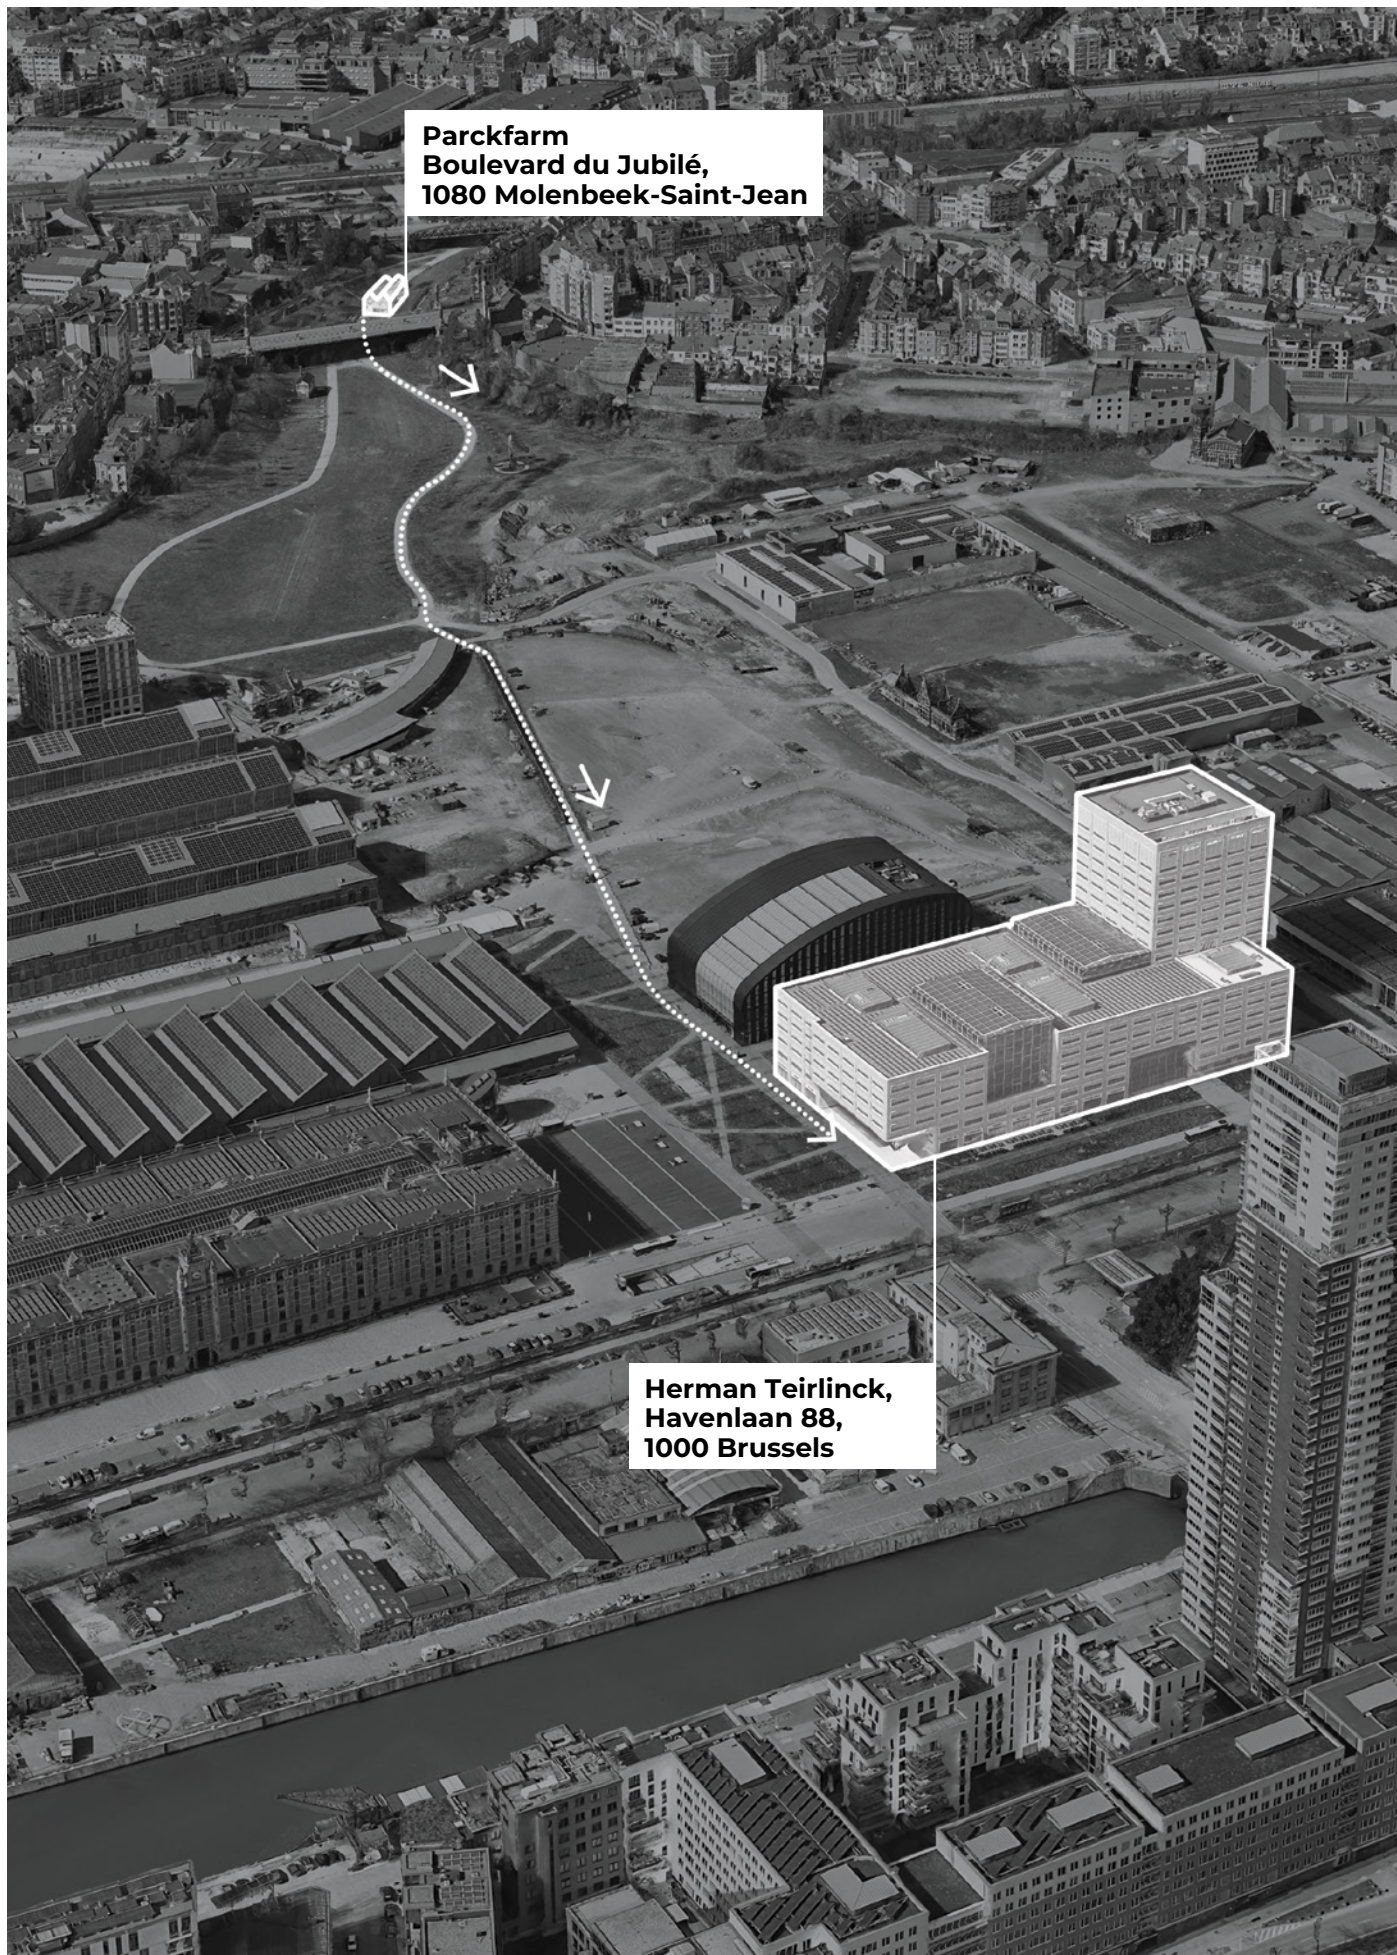 Parckfarm
Boulevard du Jubilé,
1080 Molenbeek-Saint-Jean
Herman Teirlinck,
Havenlaan 88,
1000 Brussels